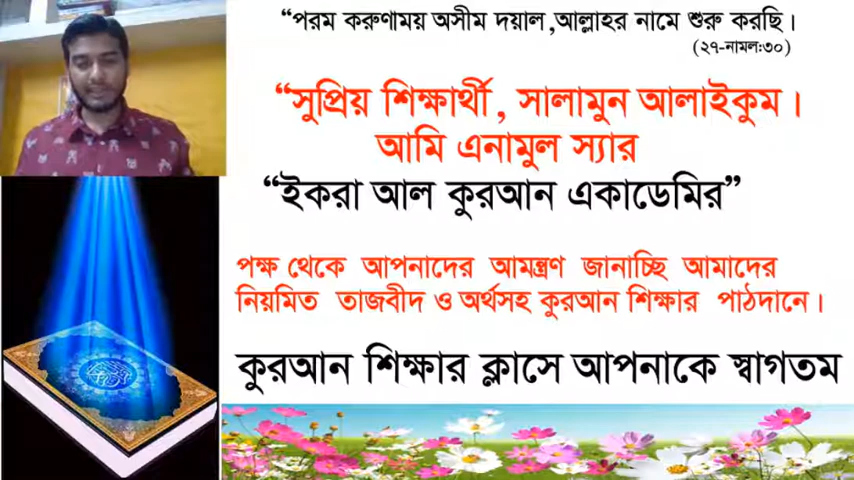 “পরম করুণাময় অসীম দয়াল,আল্লাহর নামে শুরু করছি।
(২৭-নামল:৩০)
“সুপ্রিয় শিক্ষার্থী, সালামুন আলাইকুম।
আমি এনামুল স্যার
“ইকরা আল কুরআন একাডেমির”
পক্ষ থেকে আপনাদের আমন্ত্রণ জানাচ্ছি আমাদের
নিয়মিত তাজবীদ ও অর্থসহ কুরআন শিক্ষার পাঠদানে।
কুরআন শিক্ষার ক্লাসে আপনাকে স্বাগতম